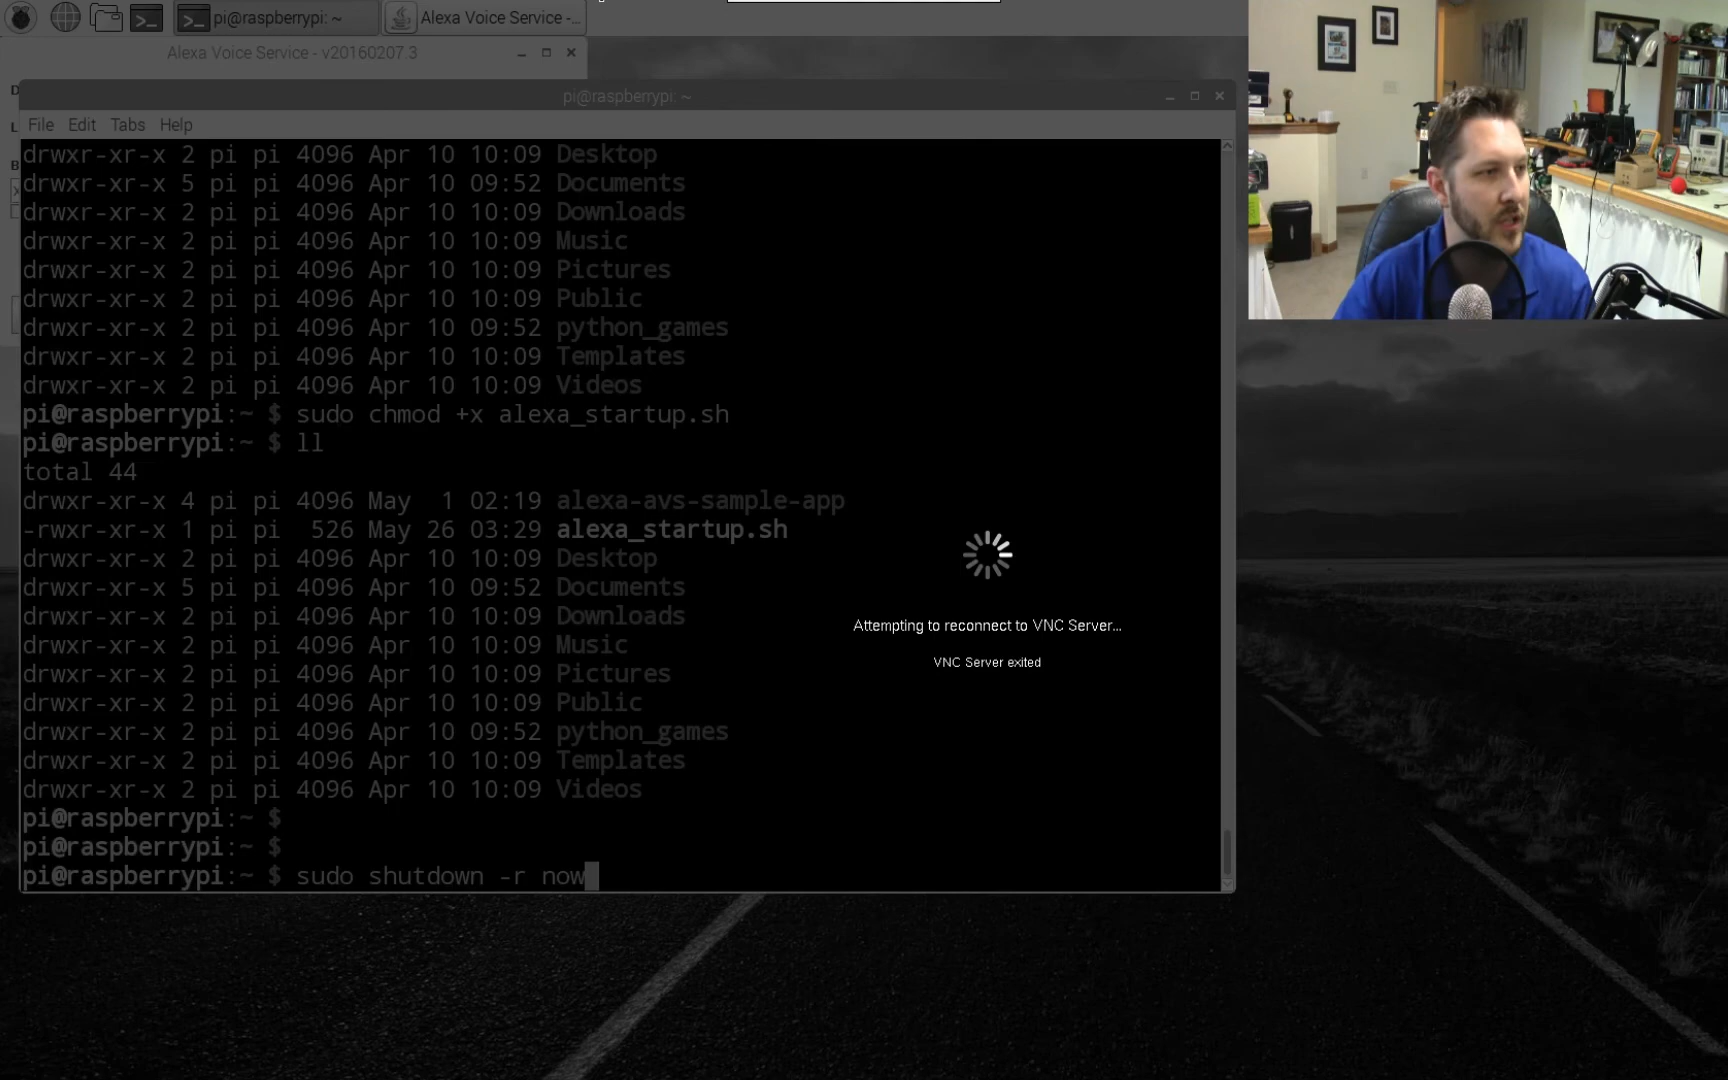 pi@raspberrypi: ~
Alexa Voice Service -...
Alexa Voice Service - v20160207.3
pi@raspberrypi: ~
File Edit Tabs Help
D
L
B
drwxr-xr-x 2 pi pi 4096 Apr 10 10:09 Desktop
drwxr-xr-x 5 pi pi 4096 Apr 10 09:52 Documents
drwxr-xr-x 2 pi pi 4096 Apr 10 10:09 Downloads
drwxr-xr-x 2 pi pi 4096 Apr 10 10:09 Music
drwxr-xr-x 2 pi pi 4096 Apr 10 10:09 Pictures
drwxr-xr-x 2 pi pi 4096 Apr 10 10:09 Public
drwxr-xr-x 2 pi pi 4096 Apr 10 09:52 python_games
drwxr-xr-x 2 pi pi 4096 Apr 10 10:09 Templates
drwxr-xr-x 2 pi pi 4096 Apr 10 10:09 Videos
pi@raspberrypi:~ $ sudo chmod +x alexa_startup.sh
pi@raspberrypi:~ $ ll
total 44
drwxr-xr-x 4 pi pi 4096 May  1 02:19 alexa-avs-sample-app
-rwxr-xr-x 1 pi pi  526 May 26 03:29 alexa_startup.sh
drwxr-xr-x 2 pi pi 4096 Apr 10 10:09 Desktop
drwxr-xr-x 5 pi pi 4096 Apr 10 09:52 Documents
drwxr-xr-x 2 pi pi 4096 Apr 10 10:09 Downloads
drwxr-xr-x 2 pi pi 4096 Apr 10 10:09 Music
drwxr-xr-x 2 pi pi 4096 Apr 10 10:09 Pictures
drwxr-xr-x 2 pi pi 4096 Apr 10 10:09 Public
drwxr-xr-x 2 pi pi 4096 Apr 10 09:52 python_games
drwxr-xr-x 2 pi pi 4096 Apr 10 10:09 Templates
drwxr-xr-x 2 pi pi 4096 Apr 10 10:09 Videos
pi@raspberrypi:~ $
pi@raspberrypi:~ $
pi@raspberrypi:~ $ sudo shutdown -r now
Attempting to reconnect to VNC Server...
VNC Server exited